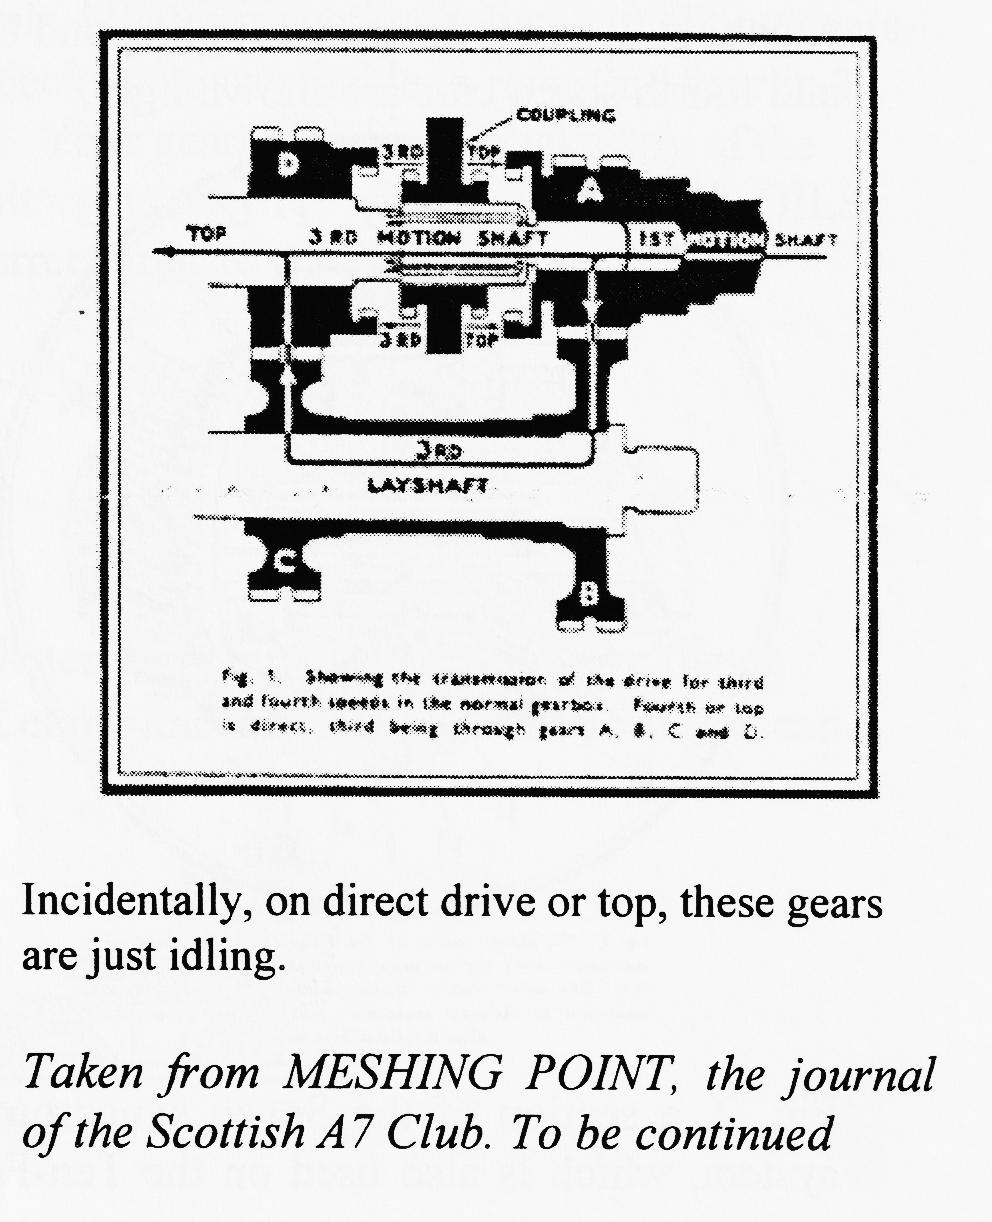 COUPLING
D
3RD
TOP
A
TOP
3RD MOTION SHAFT
1ST MOTION SHAFT
3RD
TOP
3RD
LAYSHAFT
C
B
Fig. 1. Showing the transmission of the drive for third
and fourth speeds in the normal gearbox. Fourth or top
is direct, third being through gears A, B, C and D.
Incidentally, on direct drive or top, these gears
are just idling.
Taken from MESHING POINT, the journal
of the Scottish A7 Club. To be continued